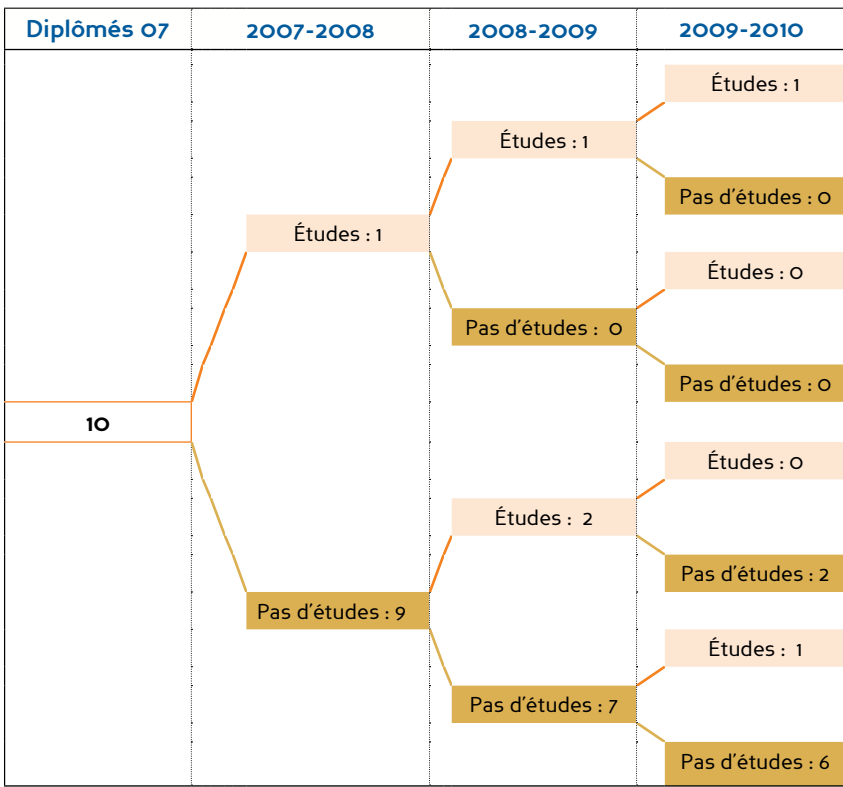 Diplômés 07 2007-2008 2008-2009 2009-2010
Études : 1
Études : 1
Pas d'études : 0
Études : 1
Études : 0
Pas d'études : 0
Pas d'études : 0
10
Études : 0
Études : 2
Pas d'études : 2
Pas d'études : 9
Études : 1
Pas d'études : 7
Pas d'études : 6